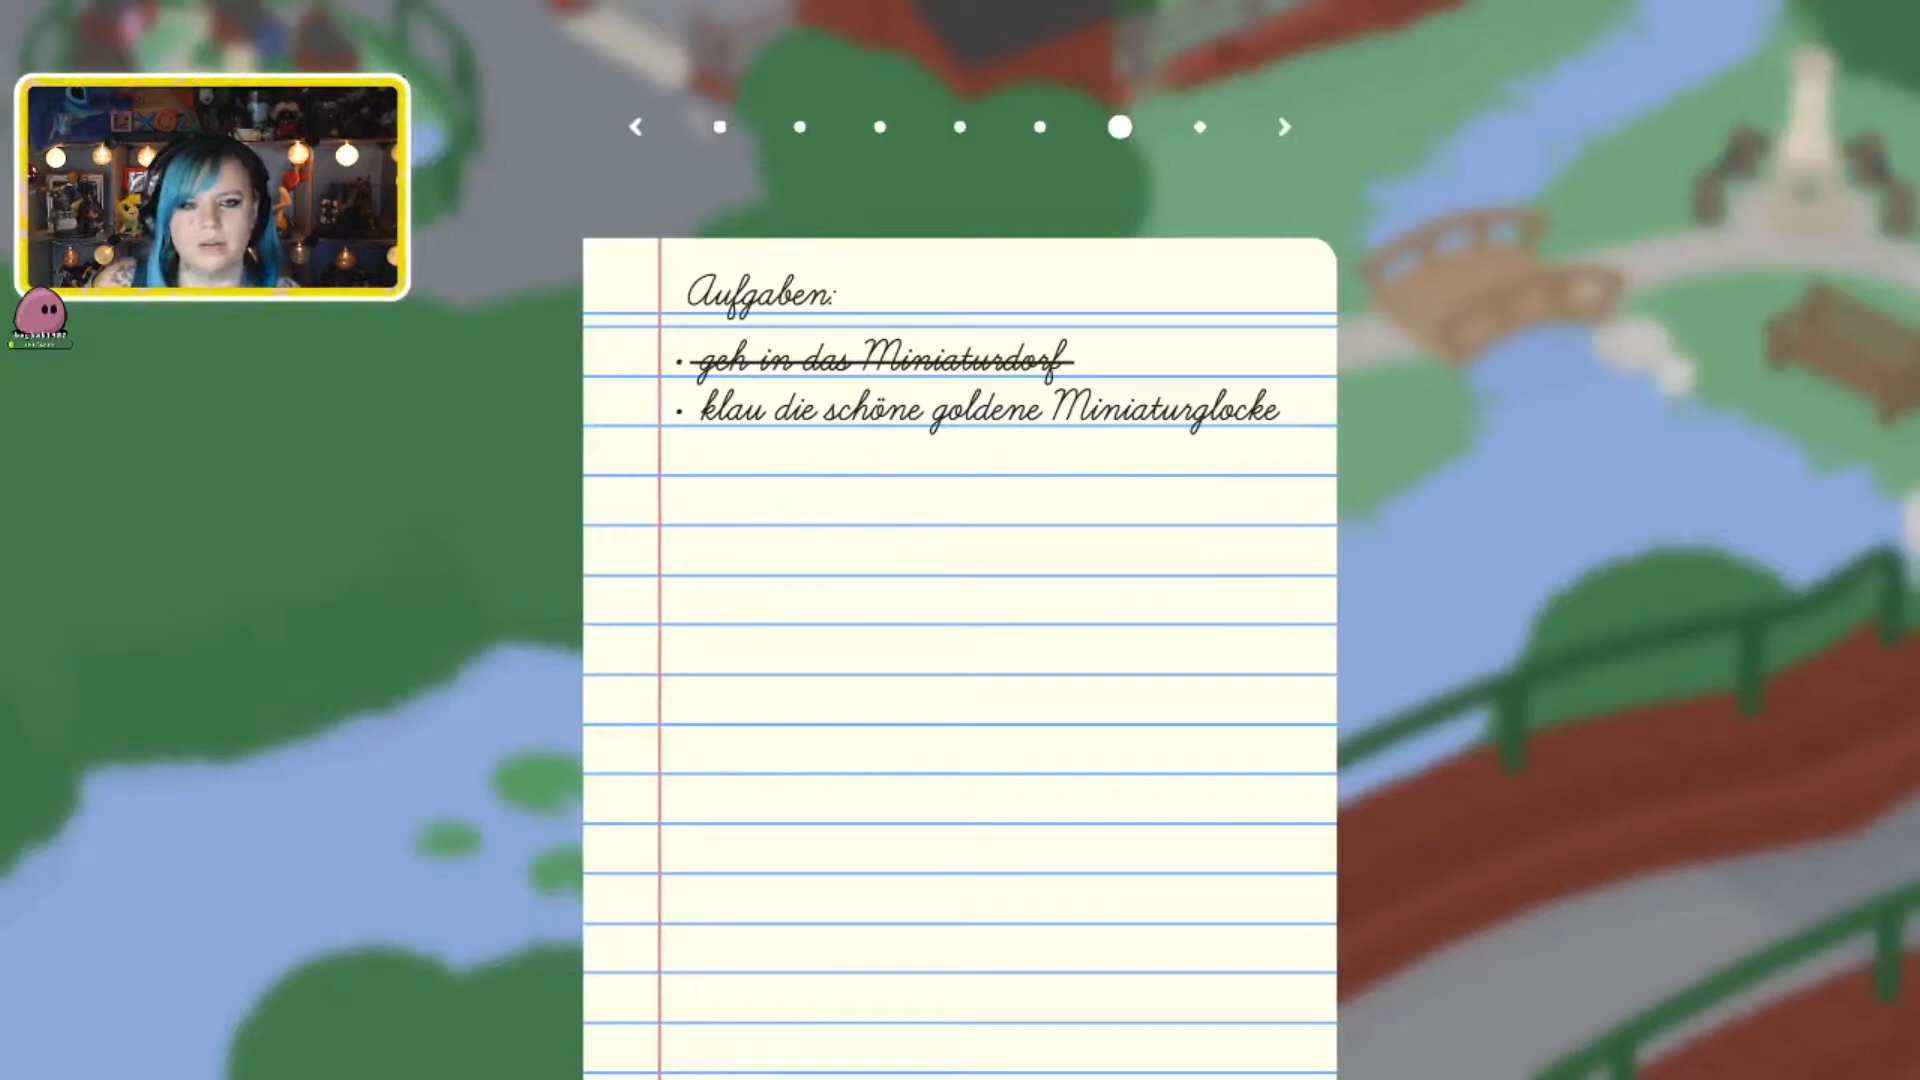 Aufgaben:
• geh in das Miniaturdorf
• klau die schöne goldene Miniaturglocke